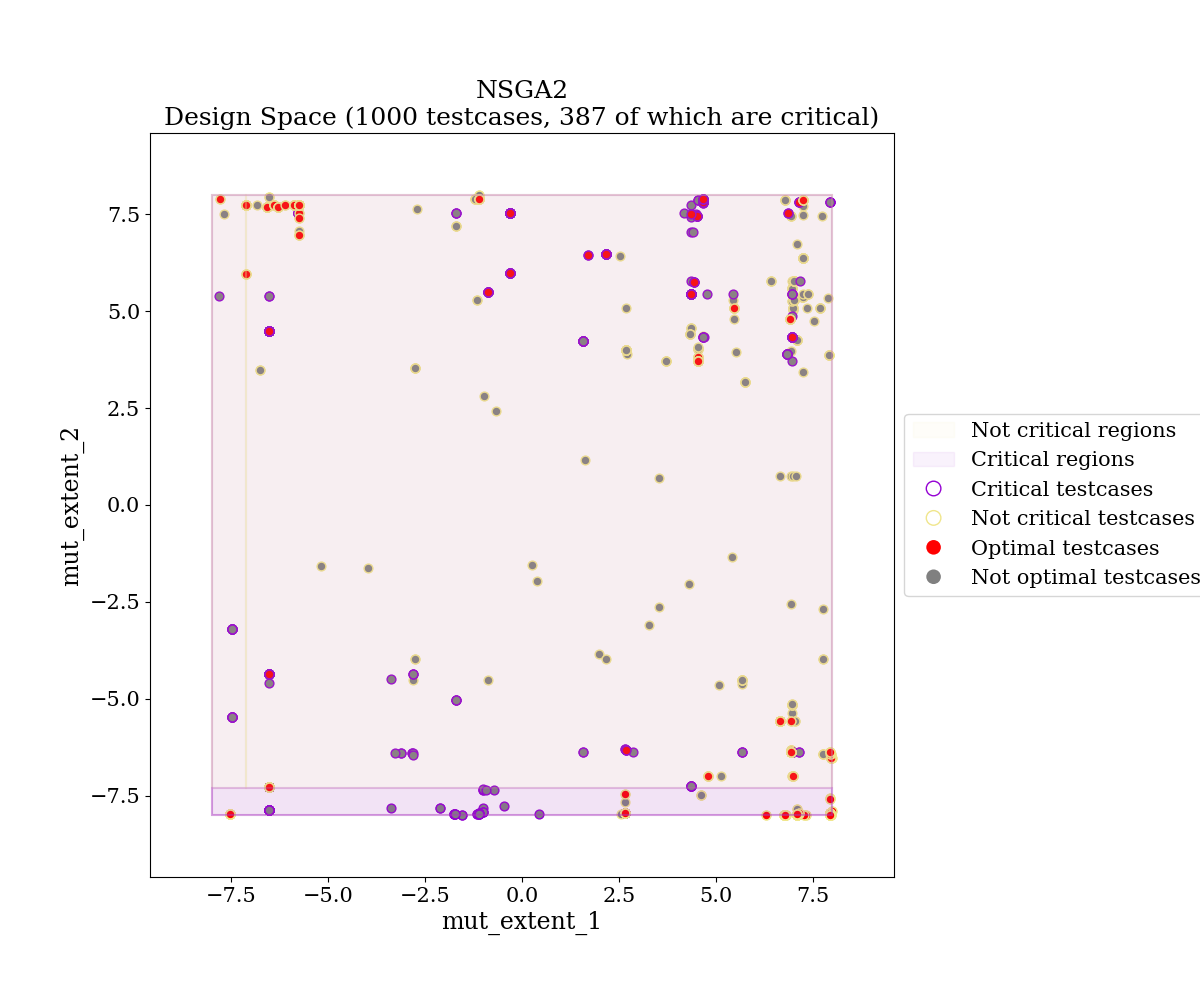 NSGA2
Design Space (1000 testcases, 387 of which are critical)
mut_extent_2
7.5
5.0
2.5
0.0
−2.5
−5.0
−7.5
−7.5
−5.0
−2.5
0.0
2.5
5.0
7.5
mut_extent_1
Not critical regions
Critical regions
Critical testcases
Not critical testcases
Optimal testcases
Not optimal testcases